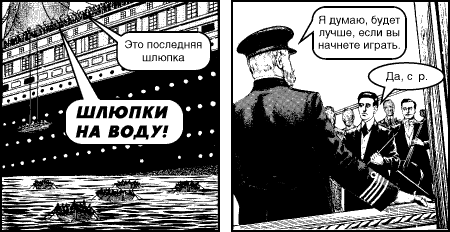 Это последняя
шлюпка
ШЛЮПКИ
НА ВОДУ!
Я думаю, будет
лучше, если вы
начнете играть.
Да, с р.